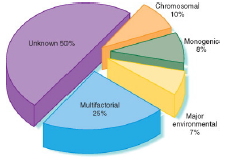 Chromosomal
10%
Unknown 50%
Monogenic
8%
Multifactorial
25%
Major
environmental
7%